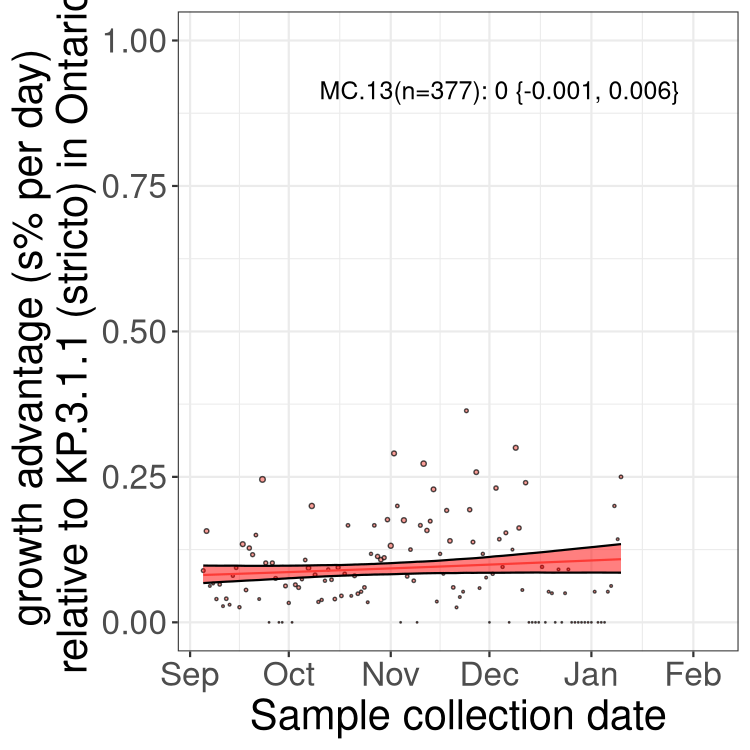 growth advantage (s% per day)
relative to KP.3.1.1 (stricto) in Ontario
1.00
0.75
0.50
0.25
0.00
MC.13(n=377): 0 {-0.001, 0.006}
Sep Oct Nov Dec Jan Feb
Sample collection date